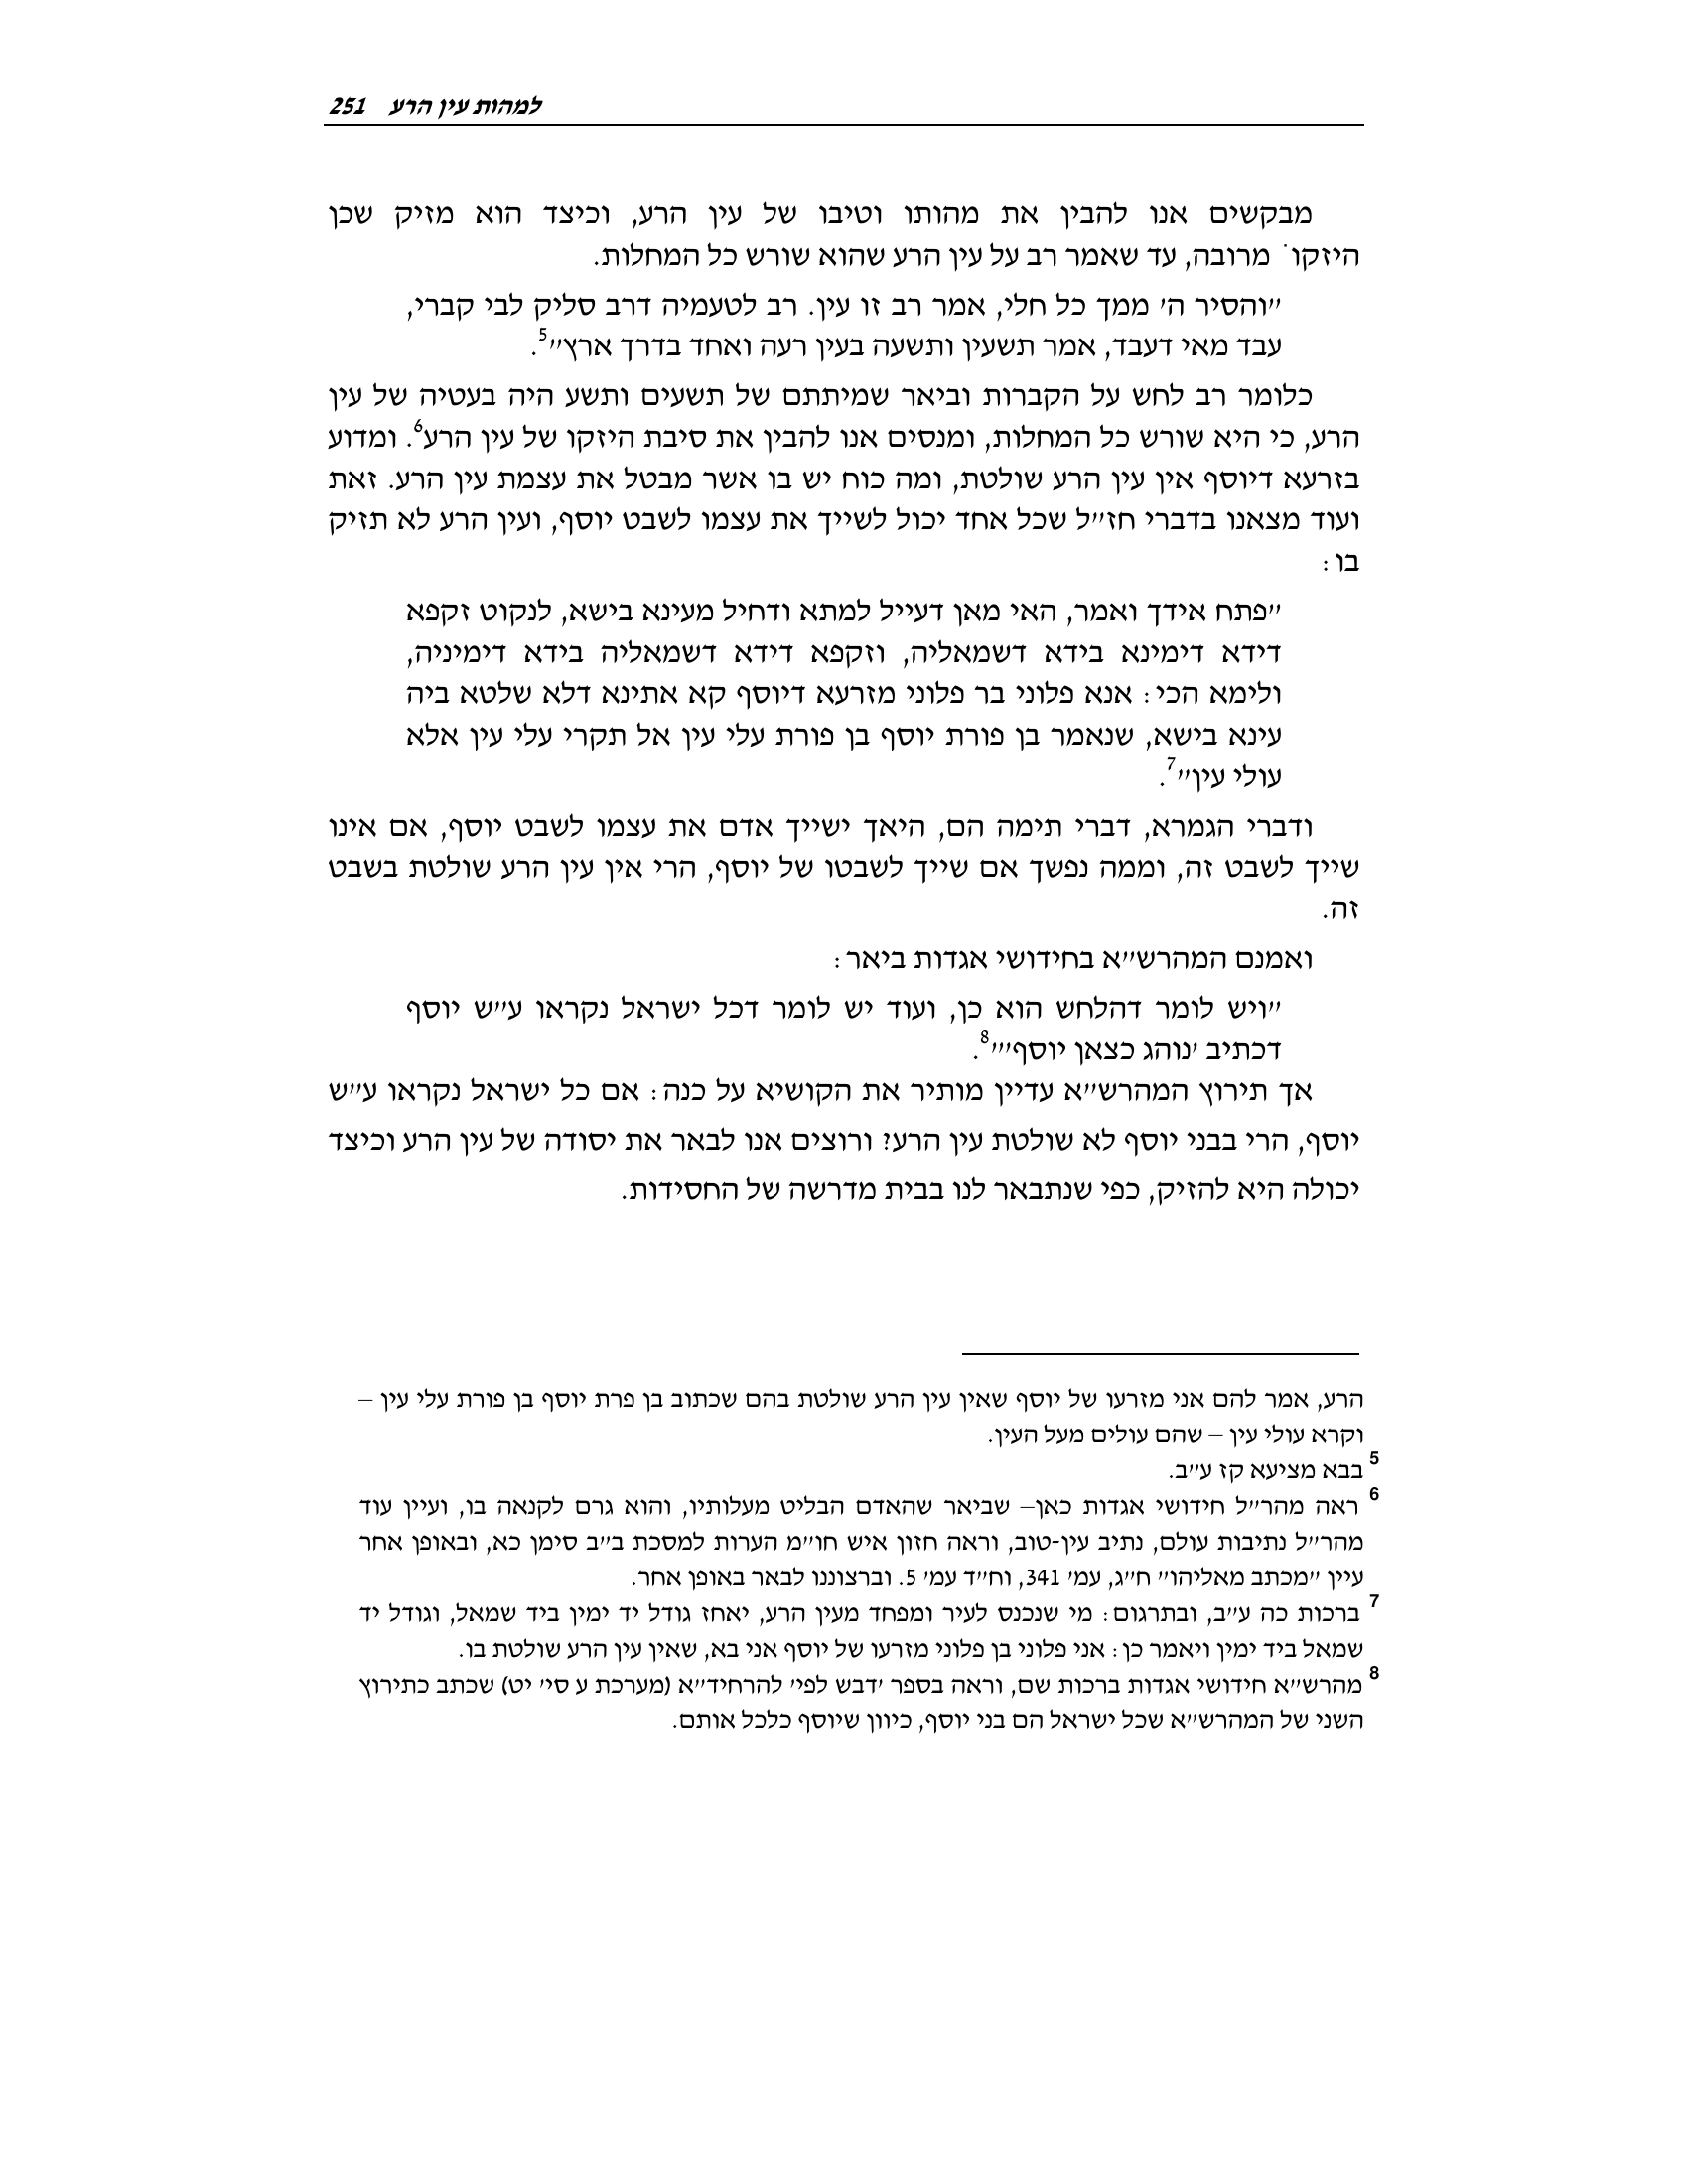 למהות עין הרע 251
מבקשים אנו להבין את מהותו וטיבו של עין הרע, וכיצד הוא מזיק שכן
היזקו ֹ מרובה, עד שאמר רב על עין הרע שהוא שורש כל המחלות.
"והסיר ה' ממך כל חלי, אמר רב זו עין. רב לטעמיה דרב סליק לבי קברי,
עבד מאי דעבד, אמר תשעין ותשעה בעין רעה ואחד בדרך ארץ"5.
כלומר רב לחש על הקברות וביאר שמיתתם של תשעים ותשע היה בעטיה של עין
הרע, כי היא שורש כל המחלות, ומנסים אנו להבין את סיבת היזקו של עין הרע6. ומדוע
בזרעא דיוסף אין עין הרע שולטת, ומה כוח יש בו אשר מבטל את עצמת עין הרע. זאת
ועוד מצאנו בדברי חז"ל שכל אחד יכול לשייך את עצמו לשבט יוסף, ועין הרע לא תזיק
בו:
"פתח אידך ואמר, האי מאן דעייל למתא ודחיל מעינא בישא, לנקוט זקפא
דידא דימינא בידא דשמאליה, וזקפא דידא דשמאליה בידא דימיניה,
ולימא הכי: אנא פלוני בר פלוני מזרעא דיוסף קא אתינא דלא שלטא ביה
עינא בישא, שנאמר בן פורת יוסף בן פורת עלי עין אל תקרי עלי עין אלא
עולי עין"7.
ודברי הגמרא, דברי תימה הם, היאך ישייך אדם את עצמו לשבט יוסף, אם אינו
שייך לשבט זה, וממה נפשך אם שייך לשבטו של יוסף, הרי אין עין הרע שולטת בשבט
זה.
ואמנם המהרש"א בחידושי אגדות ביאר:
"ויש לומר דהלחש הוא כן, ועוד יש לומר דכל ישראל נקראו ע"ש יוסף
דכתיב 'נוהג כצאן יוסף'"8.
אך תירוץ המהרש"א עדיין מותיר את הקושיא על כנה: אם כל ישראל נקראו ע"ש
יוסף, הרי בבני יוסף לא שולטת עין הרע? ורוצים אנו לבאר את יסודה של עין הרע וכיצד
יכולה היא להזיק, כפי שנתבאר לנו בבית מדרשה של החסידות.
הרע, אמר להם אני מזרעו של יוסף שאין עין הרע שולטת בהם שכתוב בן פרת יוסף בן פורת עלי עין –
וקרא עולי עין – שהם עולים מעל העין.
5 בבא מציעא קז ע"ב.
6 ראה מהר"ל חידושי אגדות כאן– שביאר שהאדם הבליט מעלותיו, והוא גרם לקנאה בו, ועיין עוד
מהר"ל נתיבות עולם, נתיב עין-טוב, וראה חזון איש חו"מ הערות למסכת ב"ב סימן כא, ובאופן אחר
עיין "מכתב מאליהו" ח"ג, עמ' 341, וח"ד עמ' 5. וברצוננו לבאר באופן אחר.
7 ברכות כה ע"ב, ובתרגום: מי שנכנס לעיר ומפחד מעין הרע, יאחז גודל יד ימין ביד שמאל, וגודל יד
שמאל ביד ימין ויאמר כן: אני פלוני בן פלוני מזרעו של יוסף אני בא, שאין עין הרע שולטת בו.
8 מהרש"א חידושי אגדות ברכות שם, וראה בספר 'דבש לפי' להרחיד"א (מערכת ע סי' יט) שכתב כתירוץ
השני של המהרש"א שכל ישראל הם בני יוסף, כיוון שיוסף כלכל אותם.